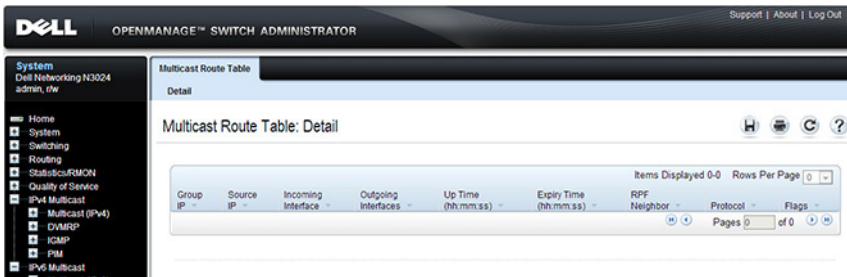 Support | About | Log Out
DELL OPENMANAGE™ SWITCH ADMINISTRATOR
System
Dell Networking N3024
admin, r/w
Home
System
Switching
Routing
Statistics/RMON
Quality of Service
IPv4 Multicast
Multicast (IPv4)
DVMRP
IGMP
PIM
IPv6 Multicast
Multicast Route Table
Detail
Multicast Route Table: Detail
Items Displayed 0-0 Rows Per Page 0
Group IP Source IP Incoming Interface Outgoing Interfaces Up Time (hh:mm:ss) Expiry Time (hh:mm:ss) RPF Neighbor Protocol Flags
Pages 0 of 0